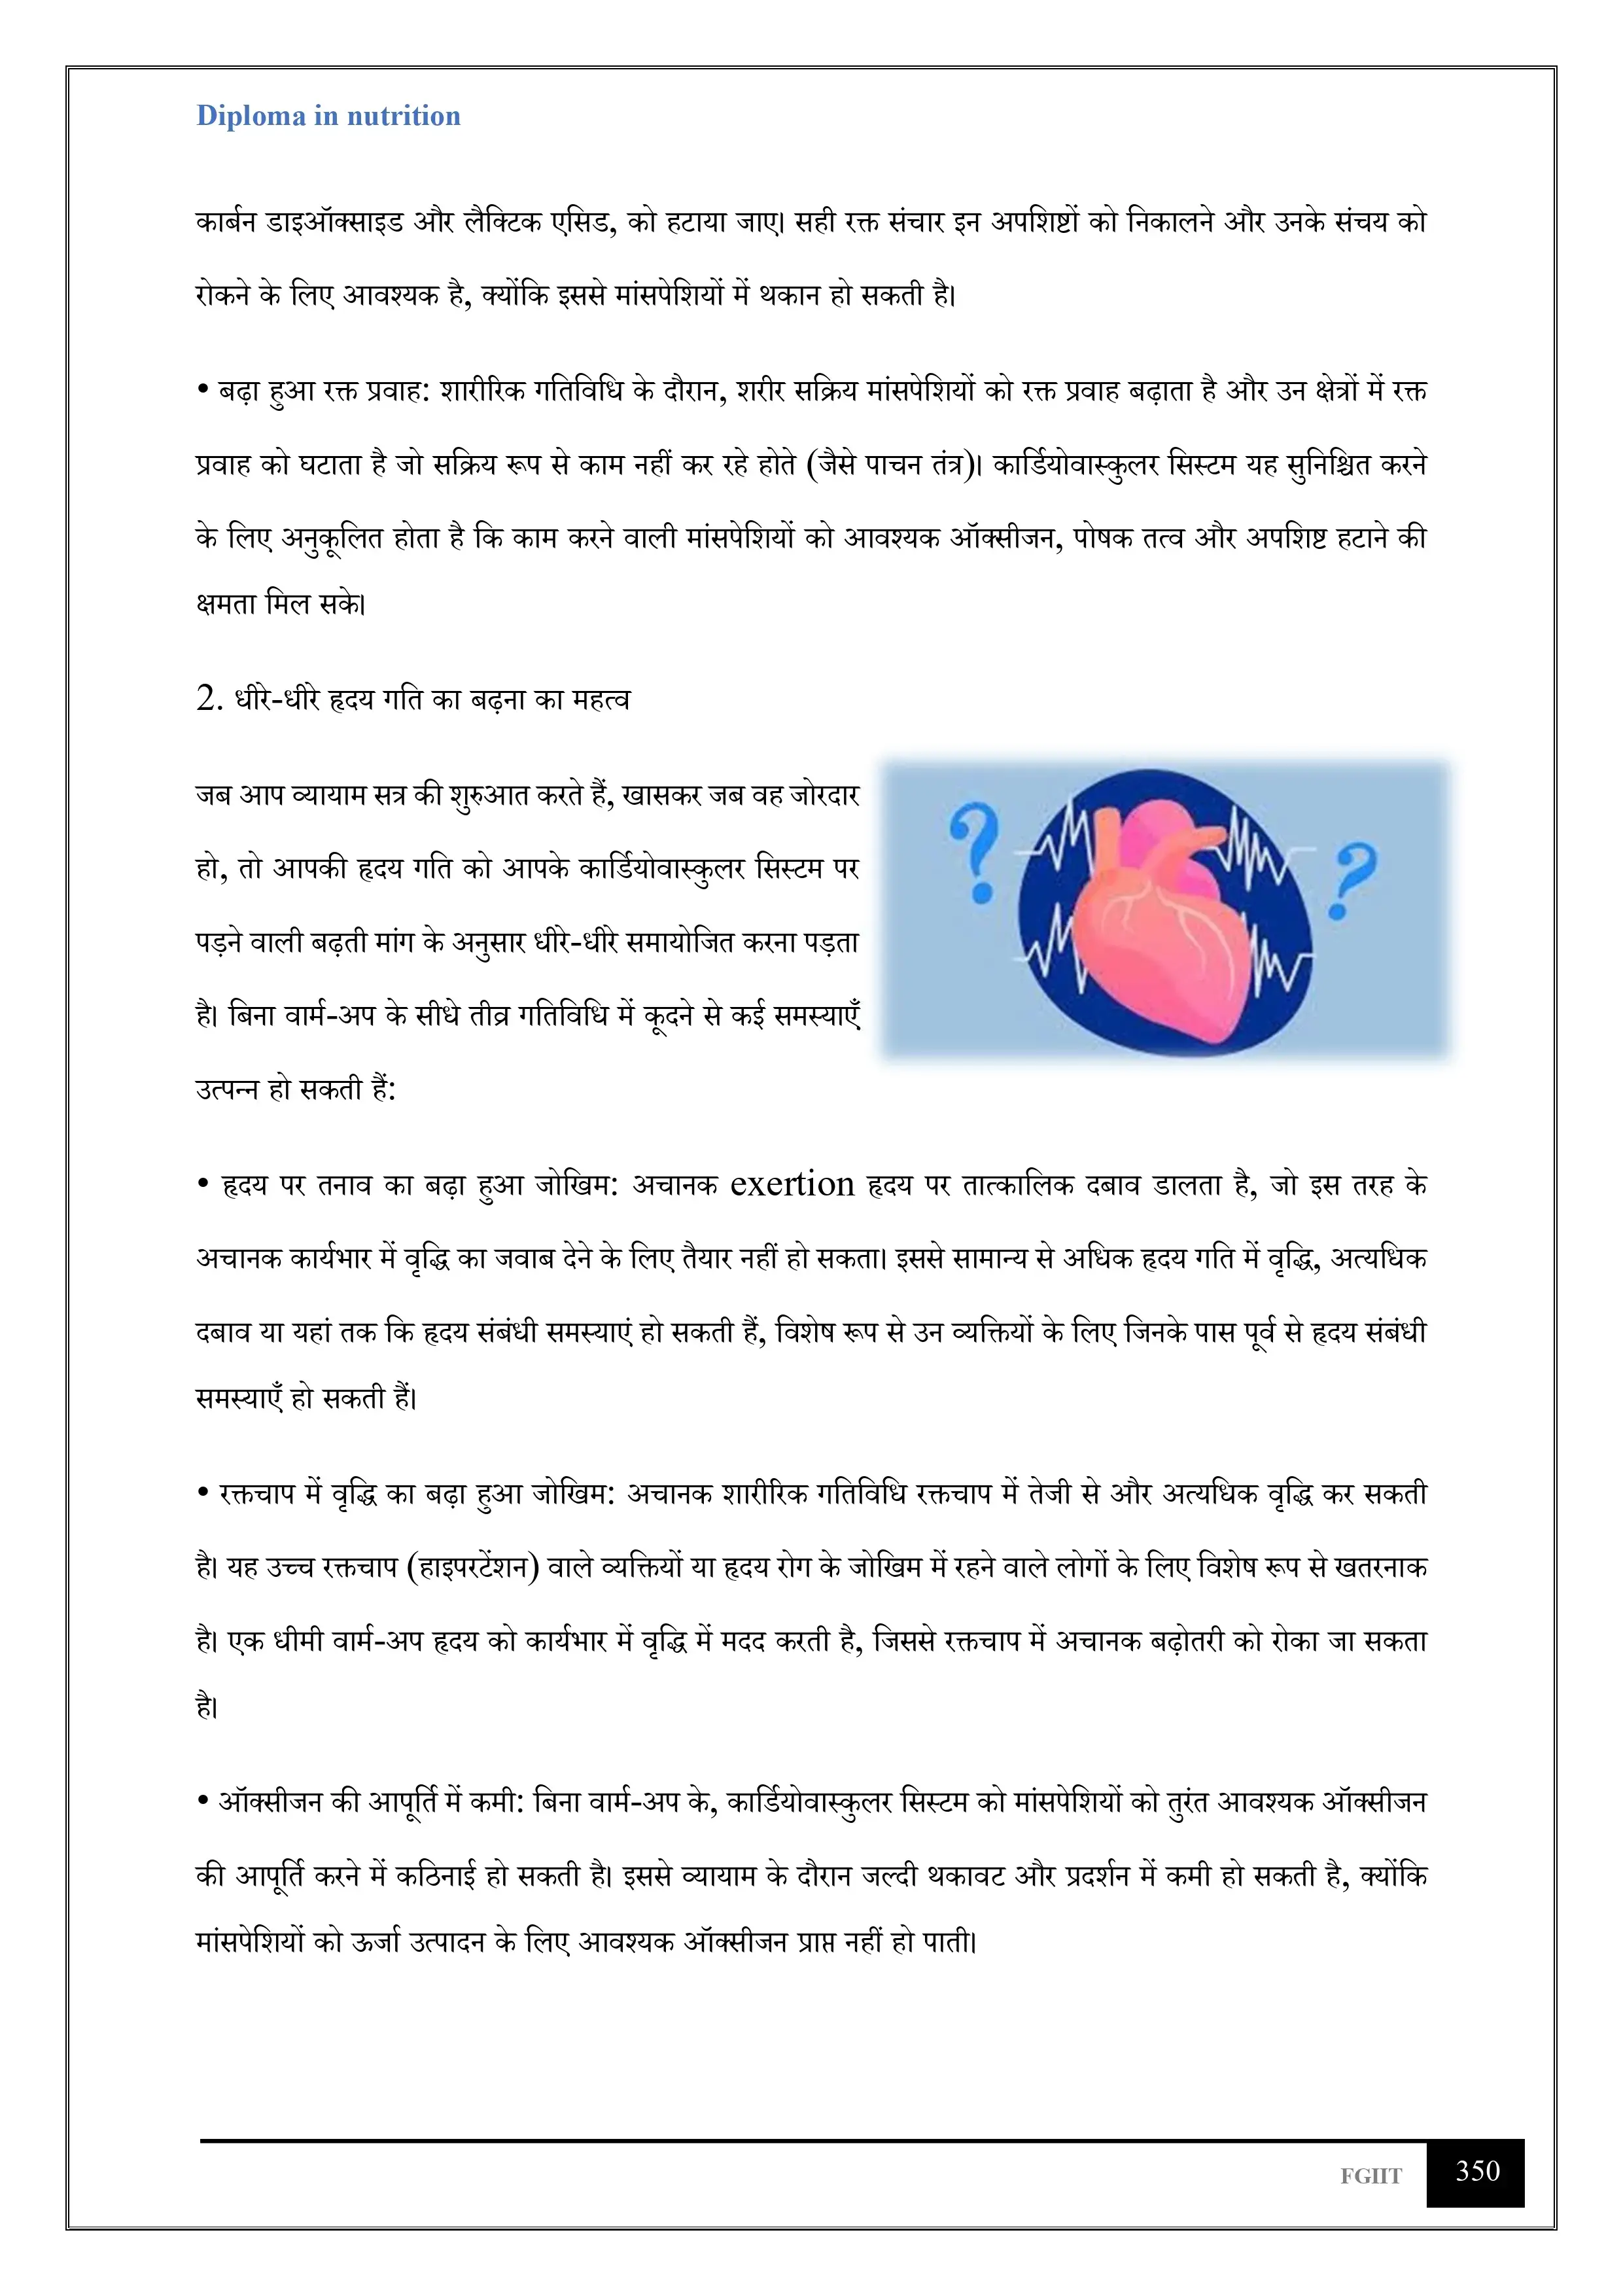 Diploma in nutrition
कार्बन डाइऑक्साइड और लैक्टिक एसिड, को हटाया जाए। सही रक्त संचार इन अपशिष्टों को निकालने और उनके संचय को
रोकने के लिए आवश्यक है, क्योंकि इससे मांसपेशियों में थकान हो सकती है।
• बढ़ा हुआ रक्त प्रवाह: शारीरिक गतिविधि के दौरान, शरीर सक्रिय मांसपेशियों को रक्त प्रवाह बढ़ाता है और उन क्षेत्रों में रक्त
प्रवाह को घटाता है जो सक्रिय रूप से काम नहीं कर रहे होते (जैसे पाचन तंत्र)। कार्डियोवास्कुलर सिस्टम यह सुनिश्चित करने
के लिए अनुकूलित होता है कि काम करने वाली मांसपेशियों को आवश्यक ऑक्सीजन, पोषक तत्व और अपशिष्ट हटाने की
क्षमता मिल सके।
2. धीरे-धीरे हृदय गति का बढ़ना का महत्व
जब आप व्यायाम सत्र की शुरुआत करते हैं, खासकर जब वह जोरदार
हो, तो आपकी हृदय गति को आपके कार्डियोवास्कुलर सिस्टम पर
पड़ने वाली बढ़ती मांग के अनुसार धीरे-धीरे समायोजित करना पड़ता
है। बिना वार्म-अप के सीधे तीव्र गतिविधि में कूदने से कई समस्याएँ
उत्पन्न हो सकती हैं:
• हृदय पर तनाव का बढ़ा हुआ जोखिम: अचानक exertion हृदय पर तात्कालिक दबाव डालता है, जो इस तरह के
अचानक कार्यभार में वृद्धि का जवाब देने के लिए तैयार नहीं हो सकता। इससे सामान्य से अधिक हृदय गति में वृद्धि, अत्यधिक
दबाव या यहां तक कि हृदय संबंधी समस्याएं हो सकती हैं, विशेष रूप से उन व्यक्तियों के लिए जिनके पास पूर्व से हृदय संबंधी
समस्याएँ हो सकती हैं।
• रक्तचाप में वृद्धि का बढ़ा हुआ जोखिम: अचानक शारीरिक गतिविधि रक्तचाप में तेजी से और अत्यधिक वृद्धि कर सकती
है। यह उच्च रक्तचाप (हाइपरटेंशन) वाले व्यक्तियों या हृदय रोग के जोखिम में रहने वाले लोगों के लिए विशेष रूप से खतरनाक
है। एक धीमी वार्म-अप हृदय को कार्यभार में वृद्धि में मदद करती है, जिससे रक्तचाप में अचानक बढ़ोतरी को रोका जा सकता
है।
• ऑक्सीजन की आपूर्ति में कमी: बिना वार्म-अप के, कार्डियोवास्कुलर सिस्टम को मांसपेशियों को तुरंत आवश्यक ऑक्सीजन
की आपूर्ति करने में कठिनाई हो सकती है। इससे व्यायाम के दौरान जल्दी थकावट और प्रदर्शन में कमी हो सकती है, क्योंकि
मांसपेशियों को ऊर्जा उत्पादन के लिए आवश्यक ऑक्सीजन प्राप्त नहीं हो पाती।
FGIIT 350